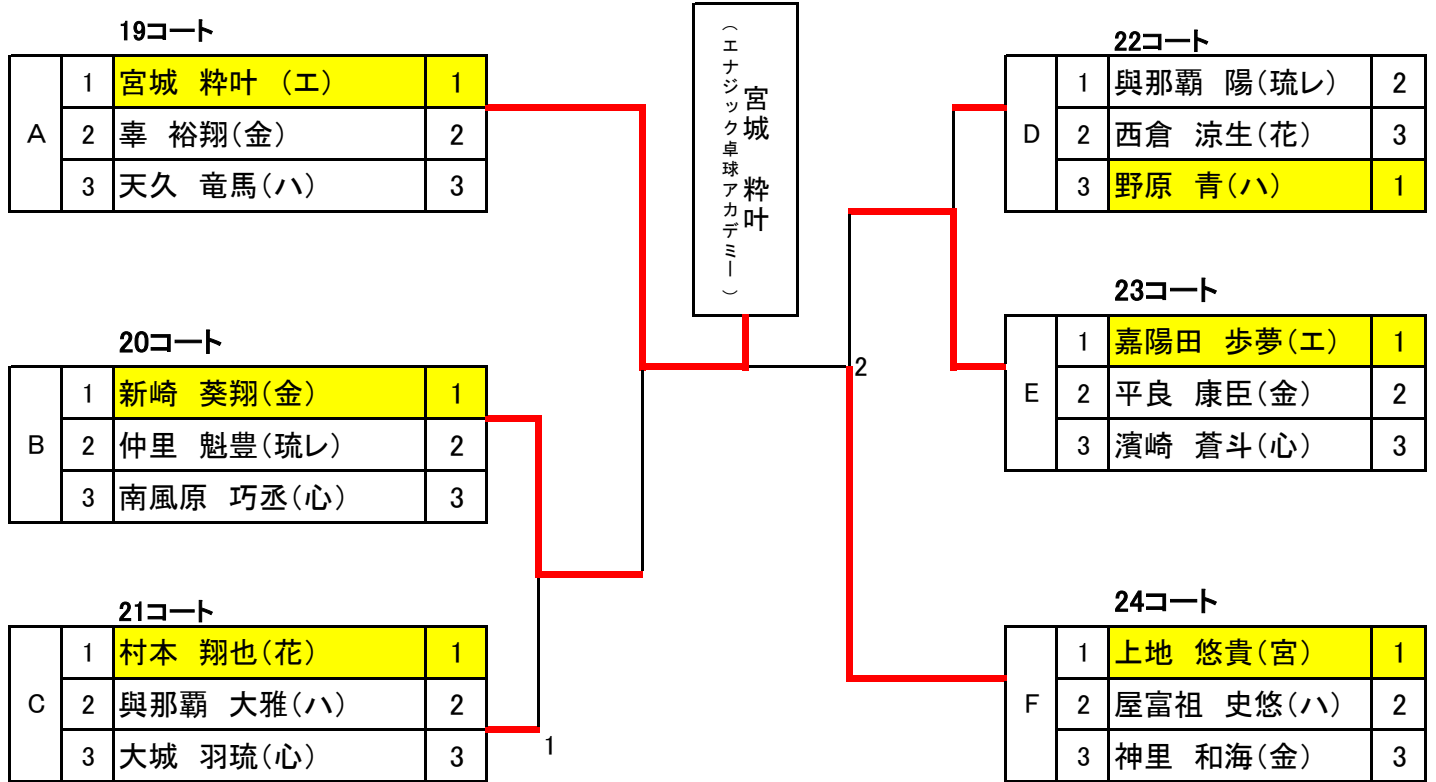 19コート
A
1 宮城 粋叶 （エ） 1
2 辜 裕翔（金） 2
3 天久 竜馬（ハ） 3
20コート
B
1 新崎 葵翔（金） 1
2 仲里 魁豊（琉レ） 2
3 南風原 巧丞（心） 3
21コート
C
1 村本 翔也（花） 1
2 與那覇 大雅（ハ） 2
3 大城 羽琉（心） 3
1
宮城 粋叶
（エナジック卓球アカデミー）
2
22コート
D
1 與那覇 陽（琉レ） 2
2 西倉 涼生（花） 3
3 野原 青（ハ） 1
23コート
E
1 嘉陽田 歩夢（エ） 1
2 平良 康臣（金） 2
3 濱崎 蒼斗（心） 3
24コート
F
1 上地 悠貴（宮） 1
2 屋富祖 史悠（ハ） 2
3 神里 和海（金） 3